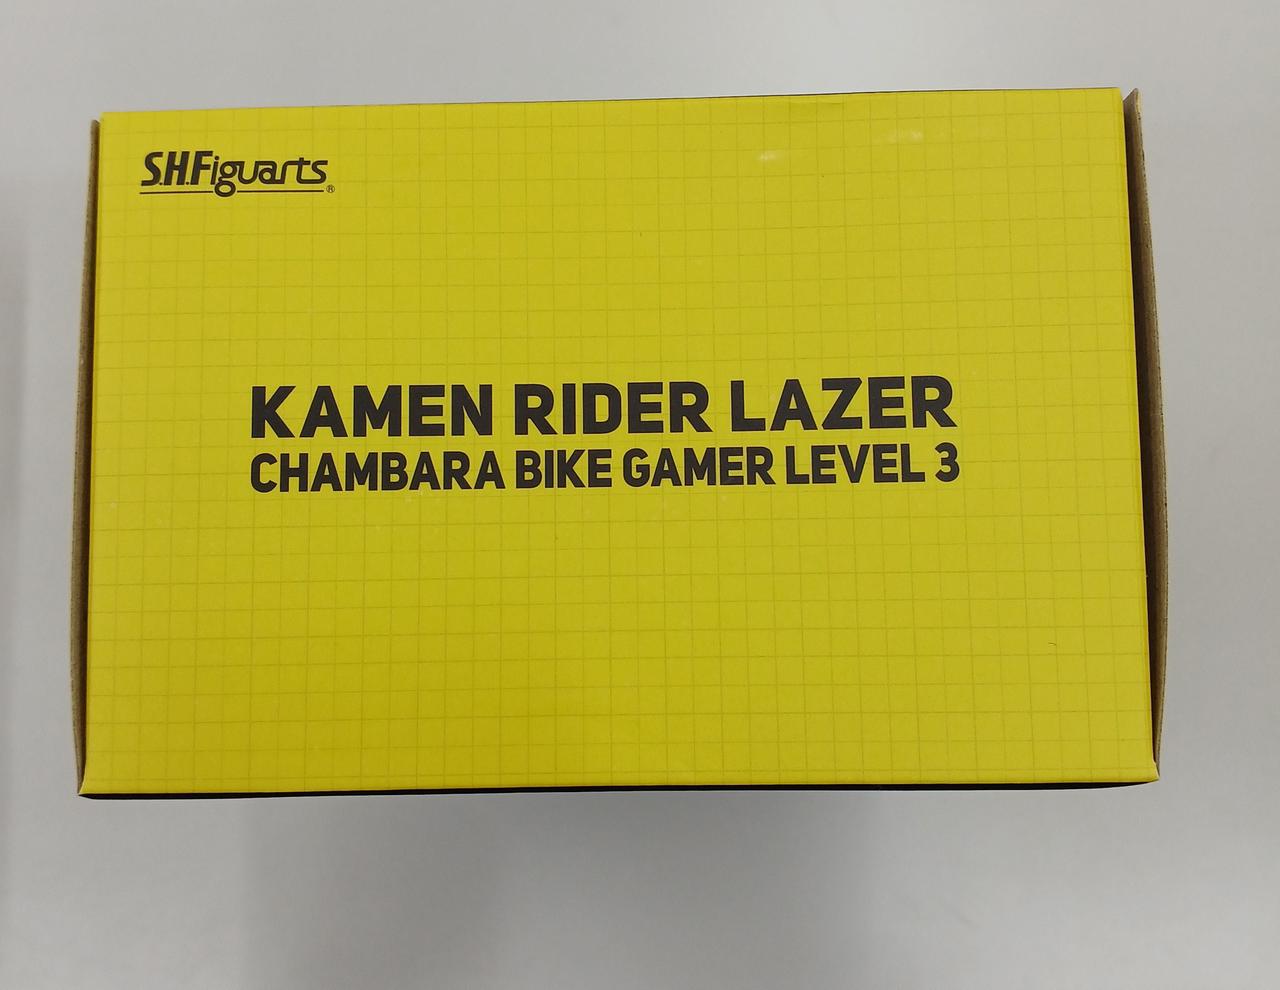 S.H.Figuarts®
KAMEN RIDER LAZER
CHAMBARA BIKE GAMER LEVEL 3